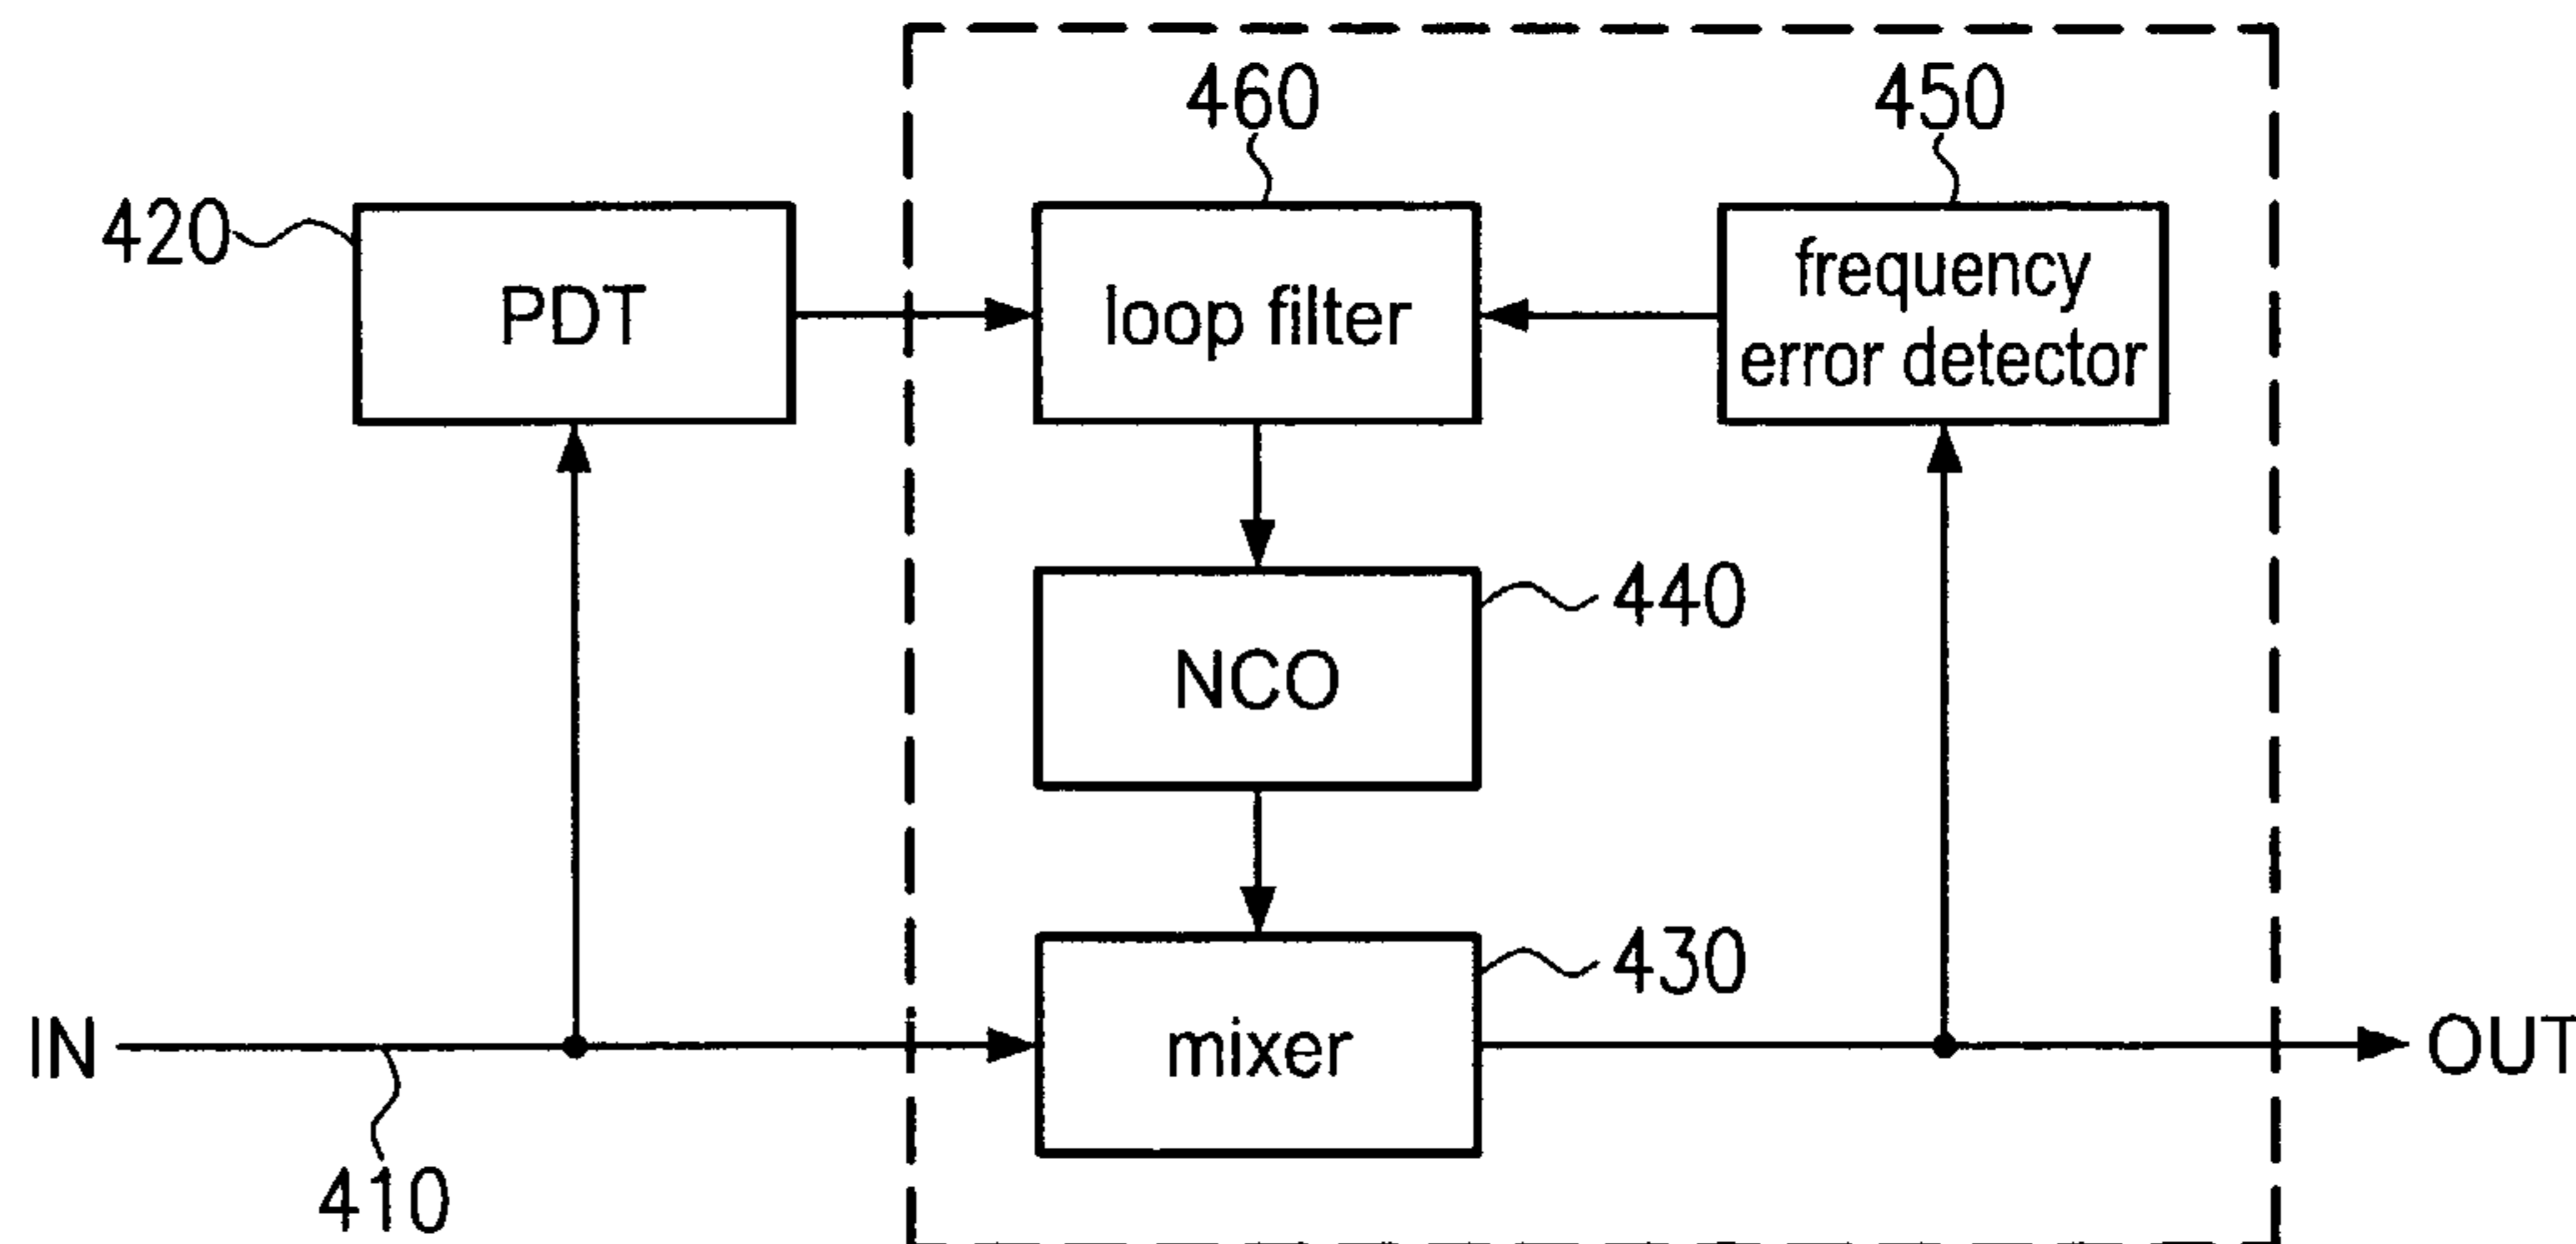 460
450
420
PDT
loop filter
frequency
error detector
NCO
440
mixer
430
IN
OUT
410